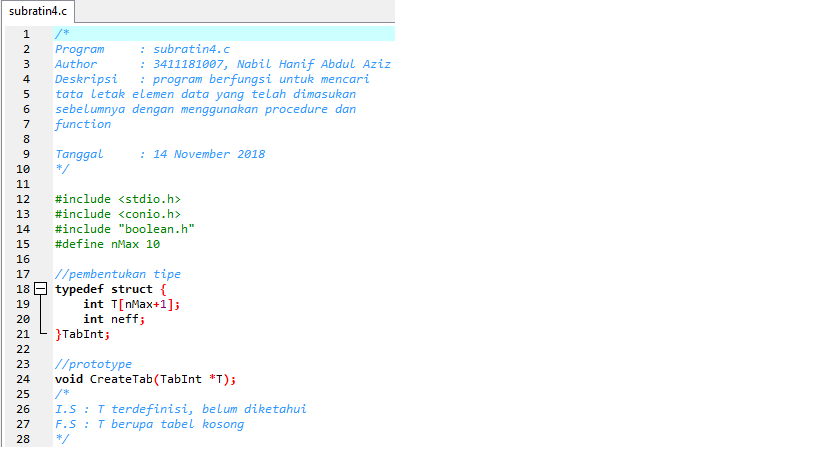 subratin4.c
1 /*
2 Program : subratin4.c
3 Author : 3411181007, Nabil Hanif Abdul Aziz
4 Deskripsi : program berfungsi untuk mencari
5 tata letak elemen data yang telah dimasukan
6 sebelumnya dengan menggunakan procedure dan
7 function
8
9 Tanggal : 14 November 2018
10 */
11
12 #include <stdio.h>
13 #include <conio.h>
14 #include "boolean.h"
15 #define nMax 10
16
17 //pembentukan tipe
18 typedef struct {
19 int T[nMax+1];
20 int neff;
21 }TabInt;
22
23 //prototype
24 void CreateTab(TabInt *T);
25 /*
26 I.S : T terdefinisi, belum diketahui
27 F.S : T berupa tabel kosong
28 */